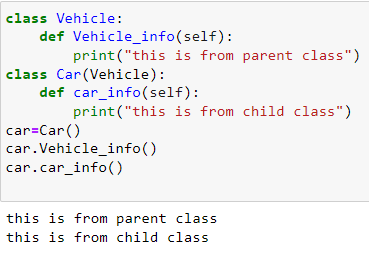 class Vehicle:
    def Vehicle_info(self):
        print("this is from parent class")
class Car(Vehicle):
    def car_info(self):
        print("this is from child class")
car=Car()
car.Vehicle_info()
car.car_info()
this is from parent class
this is from child class